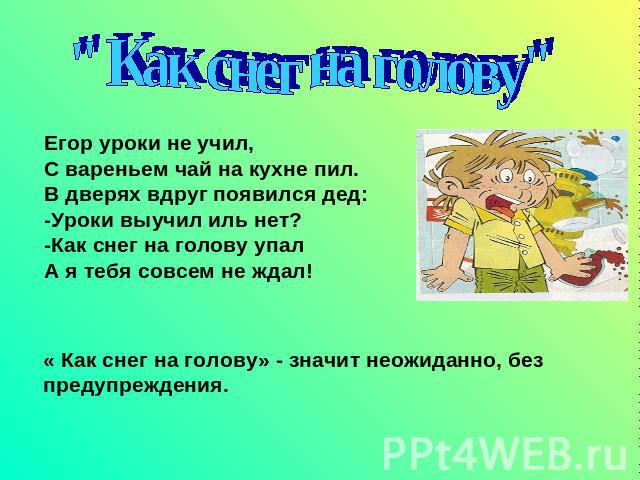 " Как снег на голову"
Егор уроки не учил,
С вареньем чай на кухне пил.
В дверях вдруг появился дед:
-Уроки выучил иль нет?
-Как снег на голову упал
А я тебя совсем не ждал!
« Как снег на голову» - значит неожиданно, без
предупреждения.
PPt4WEB.ru